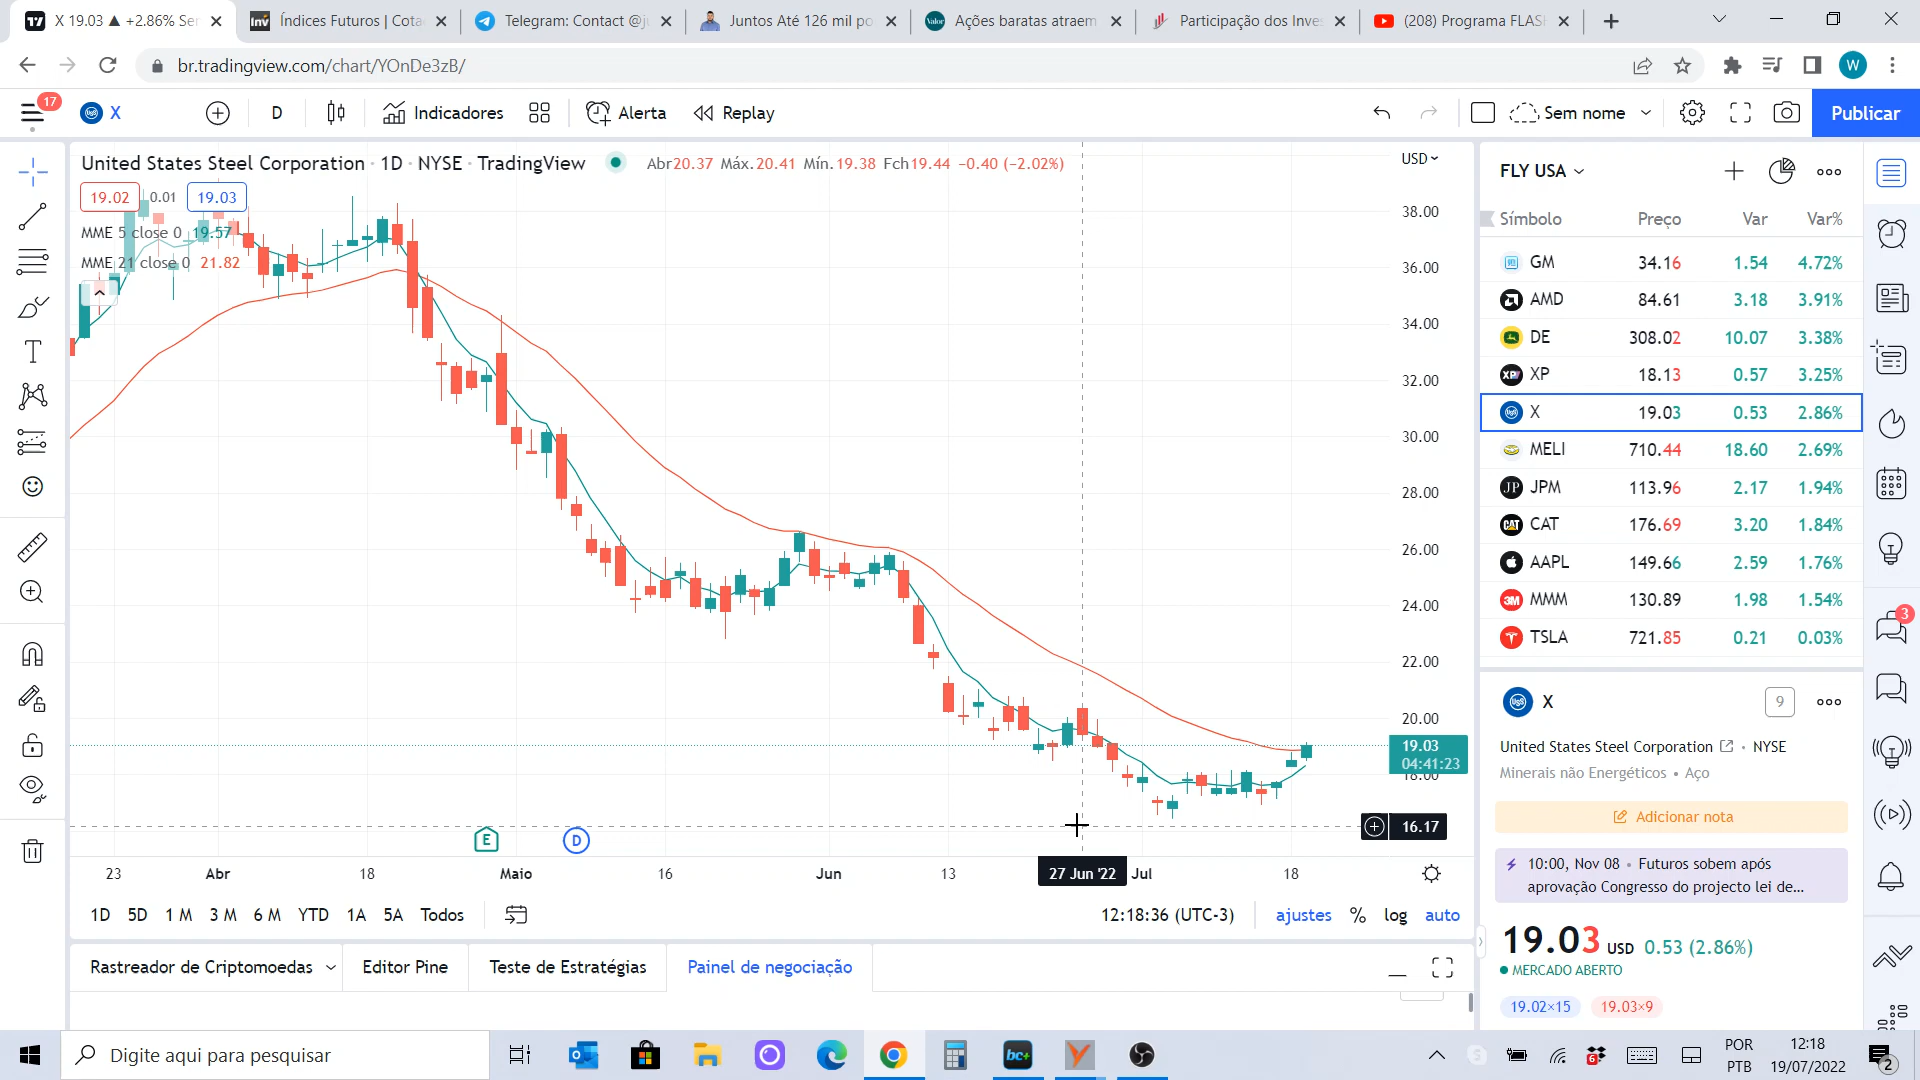 X 19.03 ▲ +2.86% Se
Índices Futuros | Cota
Telegram: Contact @j
Juntos Até 126 mil po
Ações baratas atraem
Participação dos Inve
(208) Programa FLAS
br.tradingview.com/chart/YOnDe3zB/
W
17
X
D
Indicadores
Alerta
Replay
Sem nome
Publicar
United States Steel Corporation · 1D · NYSE · TradingView
Abr20.37 Máx.20.41 Mín.19.38 Fch19.44 −0.40 (−2.02%)
USD
19.02 0.01 19.03
MME 5 close 0 19.57
MME 21 close 0 21.82
38.00
36.00
34.00
32.00
30.00
28.00
26.00
24.00
22.00
20.00
19.03
04:41:23
18.00
16.17
E
D
23 Abr 18 Maio 16 Jun 13 27 Jun '22 Jul 18
1D 5D 1 M 3 M 6 M YTD 1A 5A Todos
12:18:36 (UTC-3) ajustes % log auto
Rastreador de Criptomoedas
Editor Pine
Teste de Estratégias
Painel de negociação
FLY USA
Símbolo Preço Var Var%
GM 34.16 1.54 4.72%
AMD 84.61 3.18 3.91%
DE 308.02 10.07 3.38%
XP 18.13 0.57 3.25%
X 19.03 0.53 2.86%
MELI 710.44 18.60 2.69%
JPM 113.96 2.17 1.94%
CAT 176.69 3.20 1.84%
AAPL 149.66 2.59 1.76%
MMM 130.89 1.98 1.54%
TSLA 721.85 0.21 0.03%
3
X
9
United States Steel Corporation • NYSE
Minerais não Energéticos • Aço
Adicionar nota
10:00, Nov 08 • Futuros sobem após
aprovação Congresso do projecto lei de...
19.03 USD 0.53 (2.86%)
MERCADO ABERTO
19.02×15 19.03×9
Digite aqui para pesquisar
bc+
6
POR
PTB
12:18
19/07/2022
2